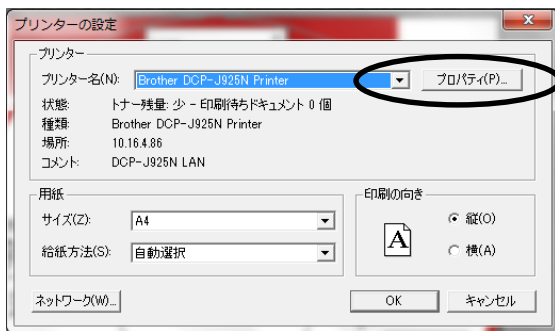 プリンターの設定
プリンター
プリンター名(N): Brother DCP-J925N Printer プロパティ(P)...
状態: トナー残量: 少 - 印刷待ちドキュメント 0 個
種類: Brother DCP-J925N Printer
場所: 10.16.4.86
コメント: DCP-J925N LAN
用紙
サイズ(Z): A4
給紙方法(S): 自動選択
印刷の向き
A
縦(O)
横(A)
ネットワーク(W)... OK キャンセル